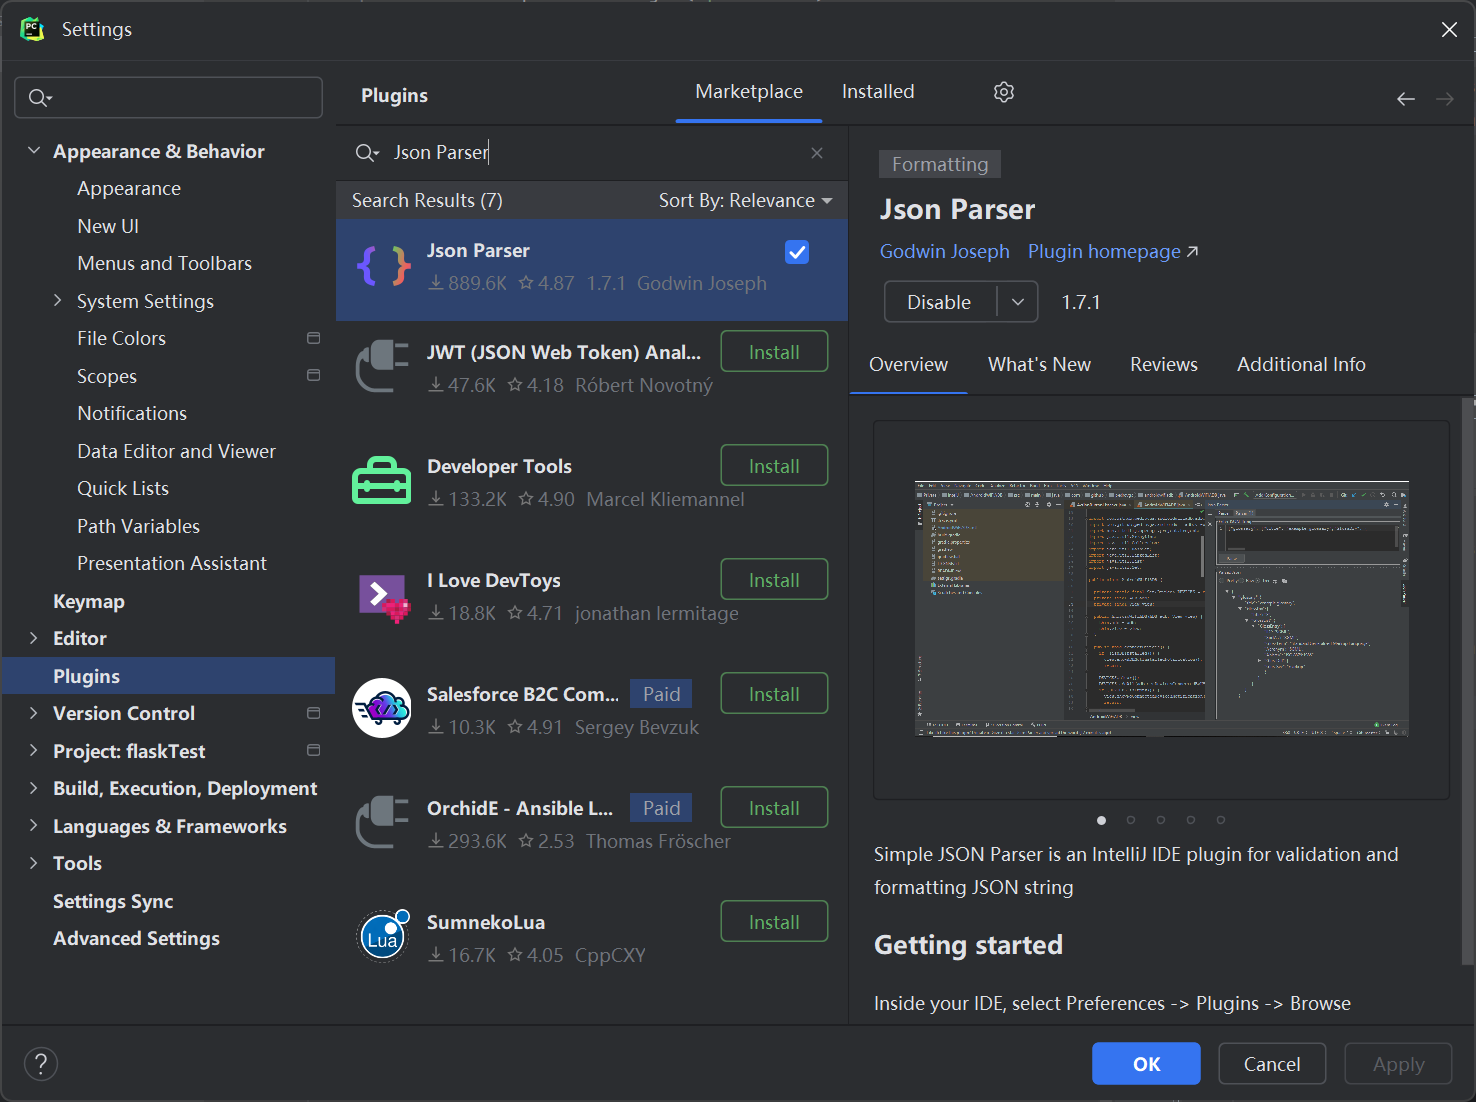 PC
Settings
Appearance & Behavior
Appearance
New UI
Menus and Toolbars
System Settings
File Colors
Scopes
Notifications
Data Editor and Viewer
Quick Lists
Path Variables
Presentation Assistant
Keymap
Editor
Plugins
Version Control
Project: flaskTest
Build, Execution, Deployment
Languages & Frameworks
Tools
Settings Sync
Advanced Settings
Plugins
Marketplace
Installed
Json Parser
Search Results (7)
Sort By: Relevance
Json Parser
889.6K 4.87 1.7.1 Godwin Joseph
JWT (JSON Web Token) Anal...
Install
47.6K 4.18 Róbert Novotný
Developer Tools
Install
133.2K 4.90 Marcel Kliemannel
I Love DevToys
Install
18.8K 4.71 jonathan lermitage
Salesforce B2C Com...
Paid
Install
10.3K 4.91 Sergey Bevzuk
OrchidE - Ansible L...
Paid
Install
293.6K 2.53 Thomas Fröscher
Lua
SumnekoLua
Install
16.7K 4.05 CppCXY
Formatting
Json Parser
Godwin Joseph Plugin homepage
Disable
1.7.1
Overview
What's New
Reviews
Additional Info
Simple JSON Parser is an IntelliJ IDE plugin for validation and
formatting JSON string
Getting started
Inside your IDE, select Preferences -> Plugins -> Browse
?
OK
Cancel
Apply